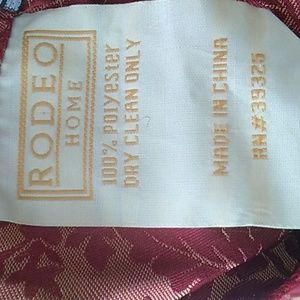 RODEO
HOME
100% POLYESTER
DRY CLEAN ONLY
MADE IN CHINA
RN# 39325